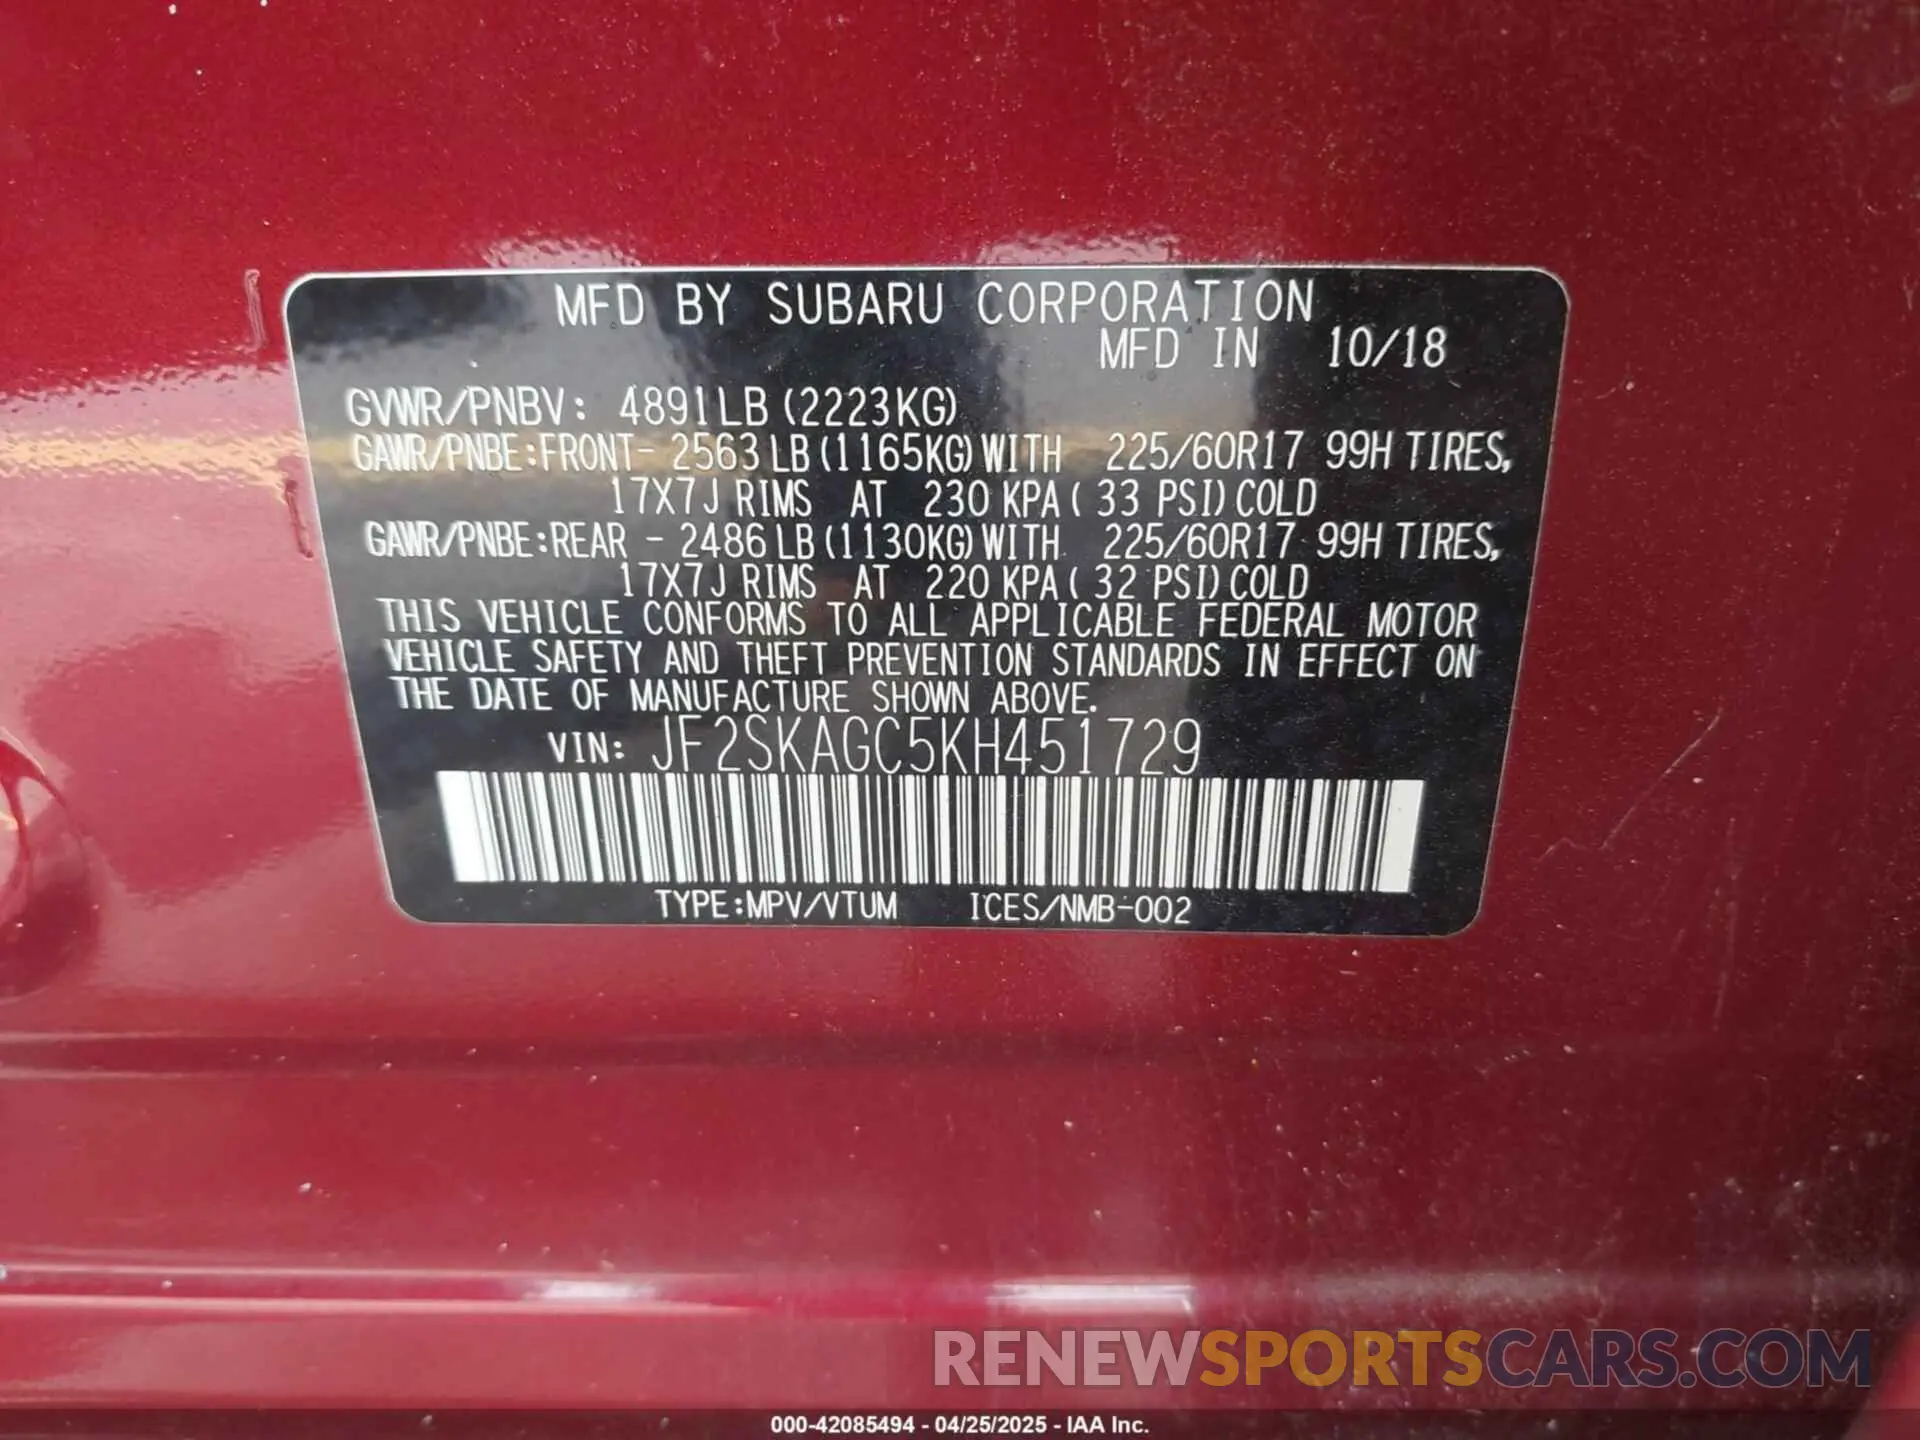 MFD BY SUBARU CORPORATION
MFD IN 10/18
GVWR/PNBV: 4891LB (2223KG)
GAWR/PNBE:FRONT- 2563 LB (1165KG) WITH 225/60R17 99H TIRES,
17X7J RIMS AT 230 KPA ( 33 PSI) COLD
GAWR/PNBE:REAR - 2486 LB (1130KG) WITH 225/60R17 99H TIRES,
17X7J RIMS AT 220 KPA ( 32 PSI) COLD
THIS VEHICLE CONFORMS TO ALL APPLICABLE FEDERAL MOTOR
VEHICLE SAFETY AND THEFT PREVENTION STANDARDS IN EFFECT ON
THE DATE OF MANUFACTURE SHOWN ABOVE.
VIN: JF2SKAGC5KH451729
TYPE:MPV/VTUM ICES/NMB-002
RENEWSPORTSCARS.COM
000-42085494 - 04/25/2025 - IAA Inc.